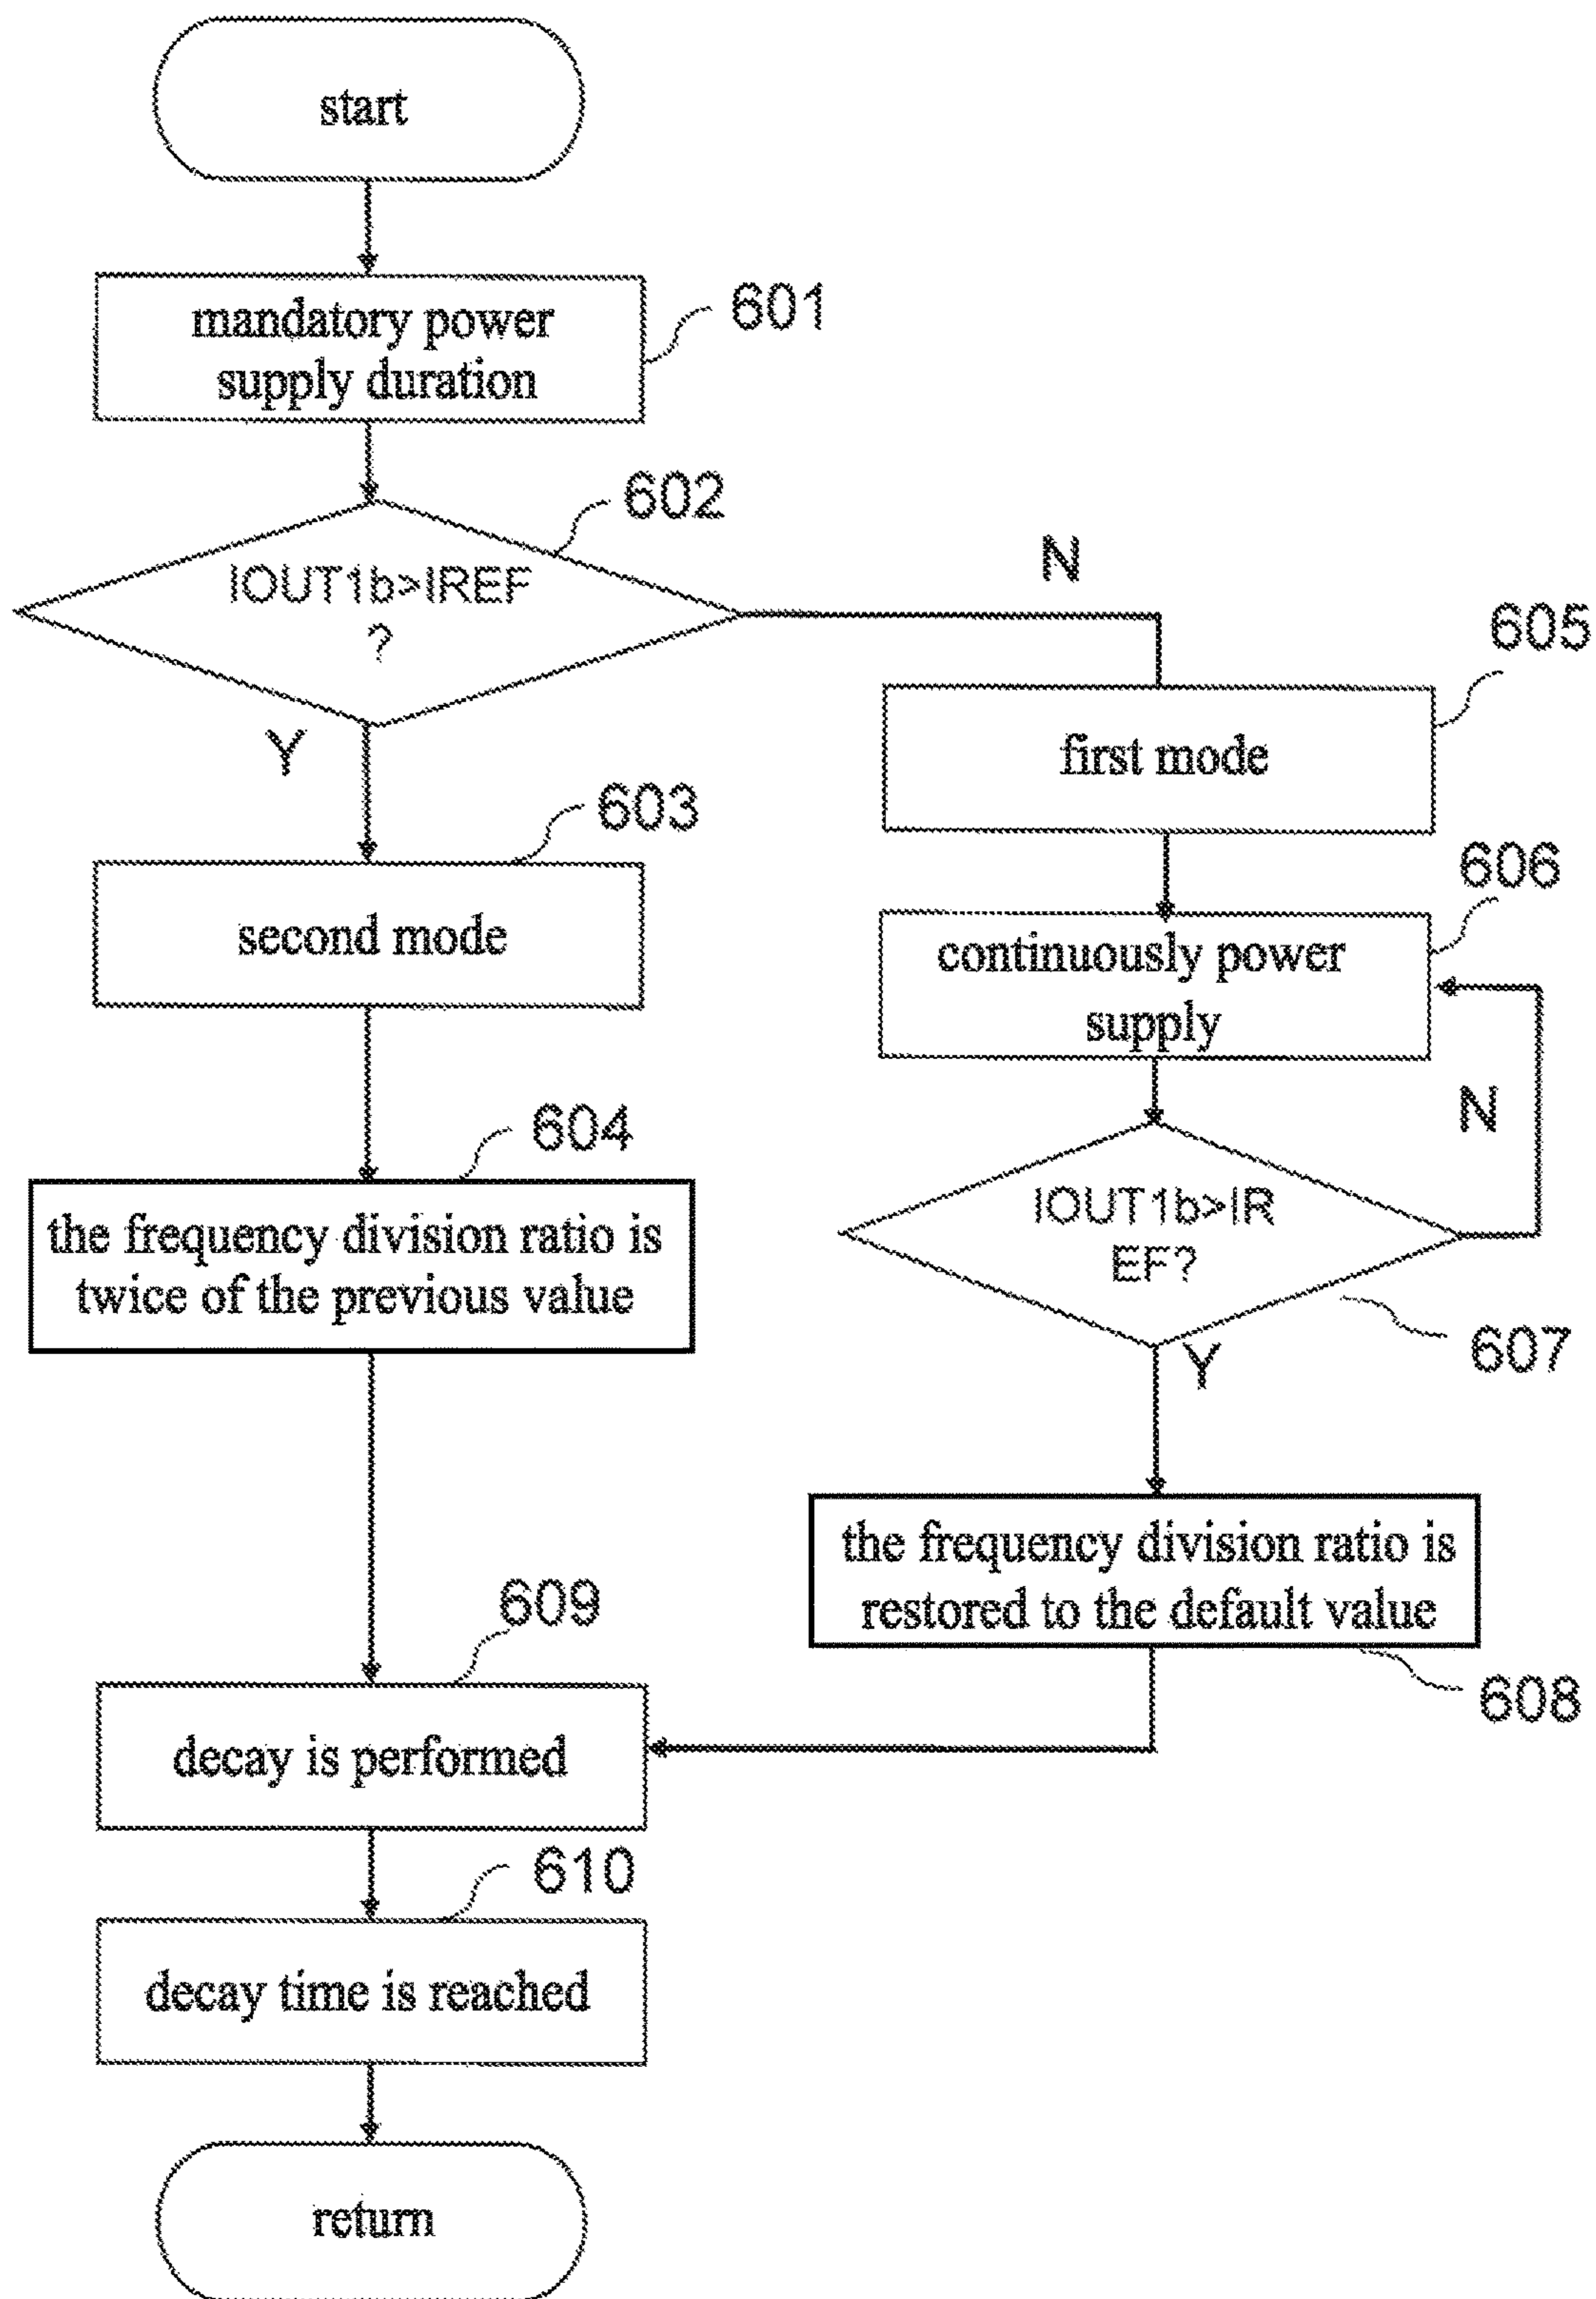 start
mandatory power
supply duration
601
602
IOUT1b>IREF
?
N
Y
605
first mode
603
second mode
606
continuously power
supply
N
604
the frequency division ratio is
twice of the previous value
IOUT1b>IR
EF?
607
Y
the frequency division ratio is
restored to the default value
608
609
decay is performed
610
decay time is reached
return